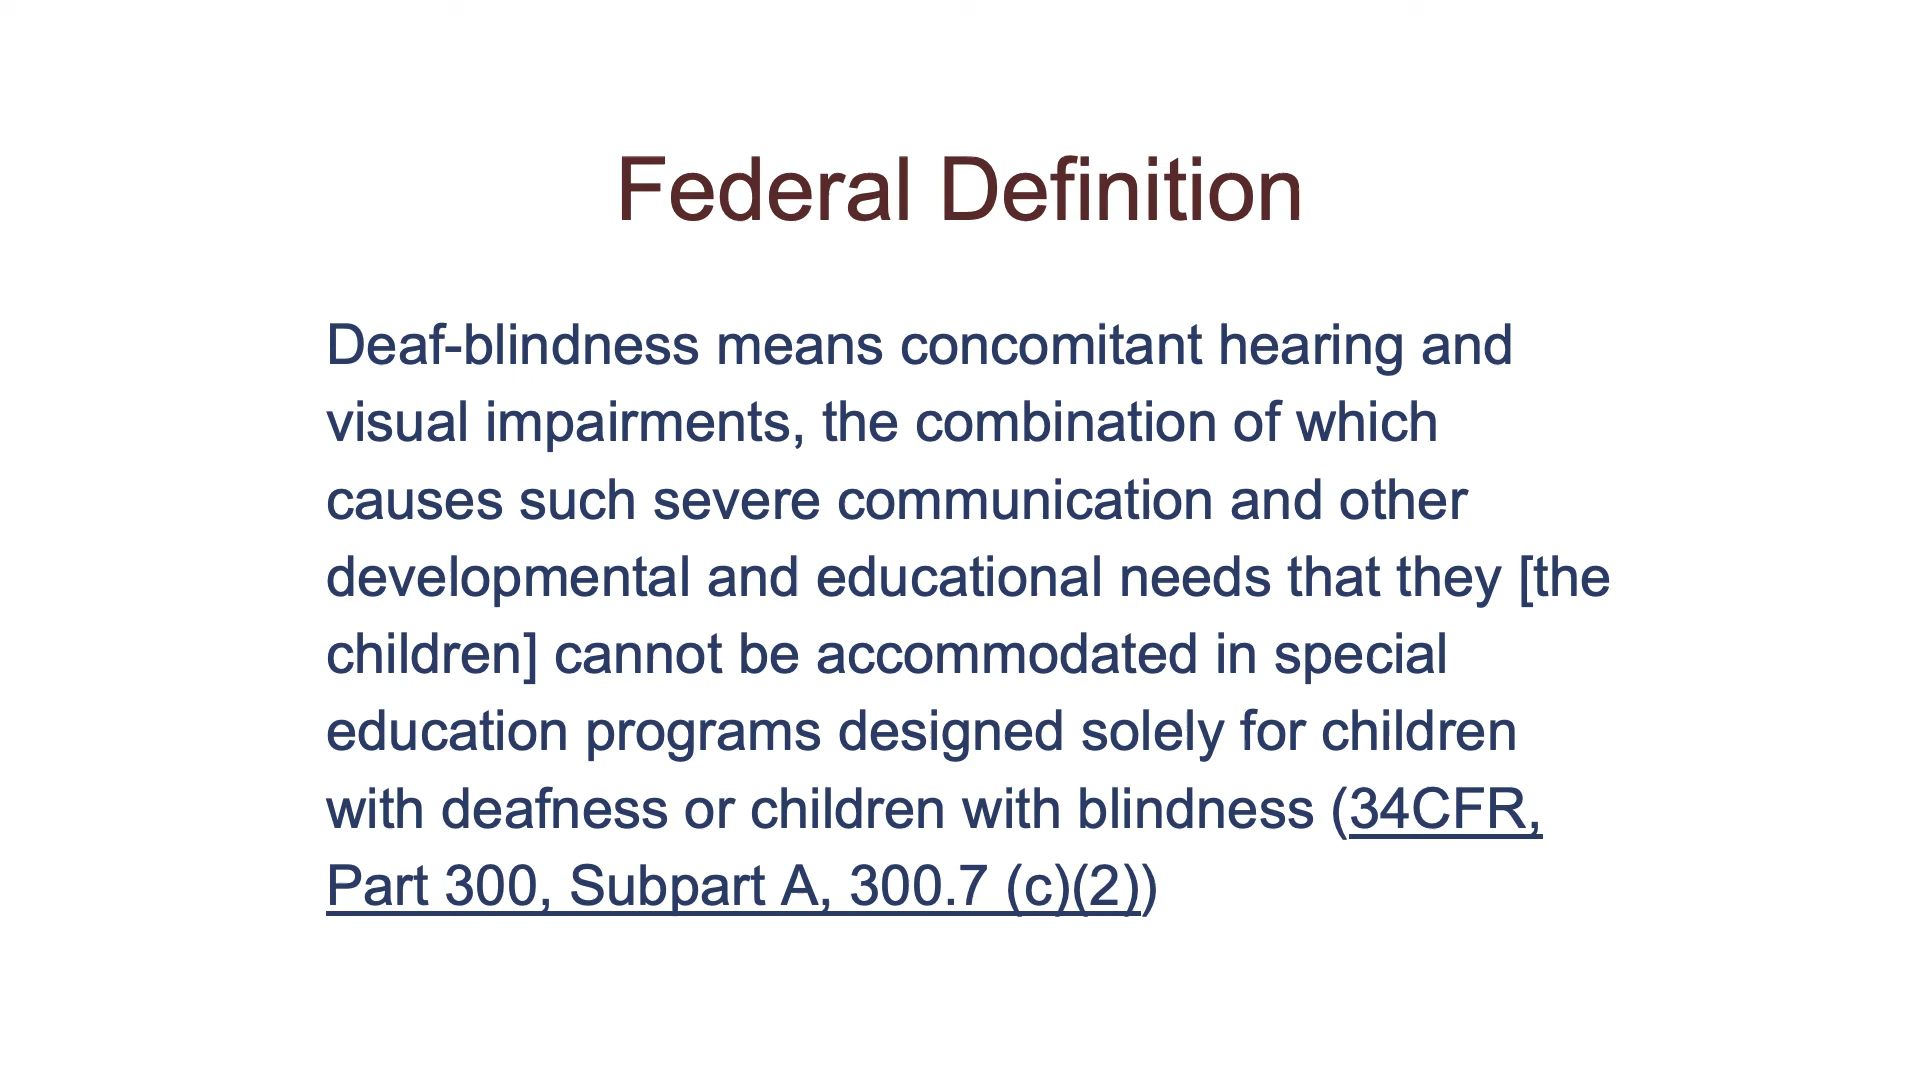 Federal Definition
Deaf-blindness means concomitant hearing and
visual impairments, the combination of which
causes such severe communication and other
developmental and educational needs that they [the
children] cannot be accommodated in special
education programs designed solely for children
with deafness or children with blindness (34CFR,
Part 300, Subpart A, 300.7 (c)(2))